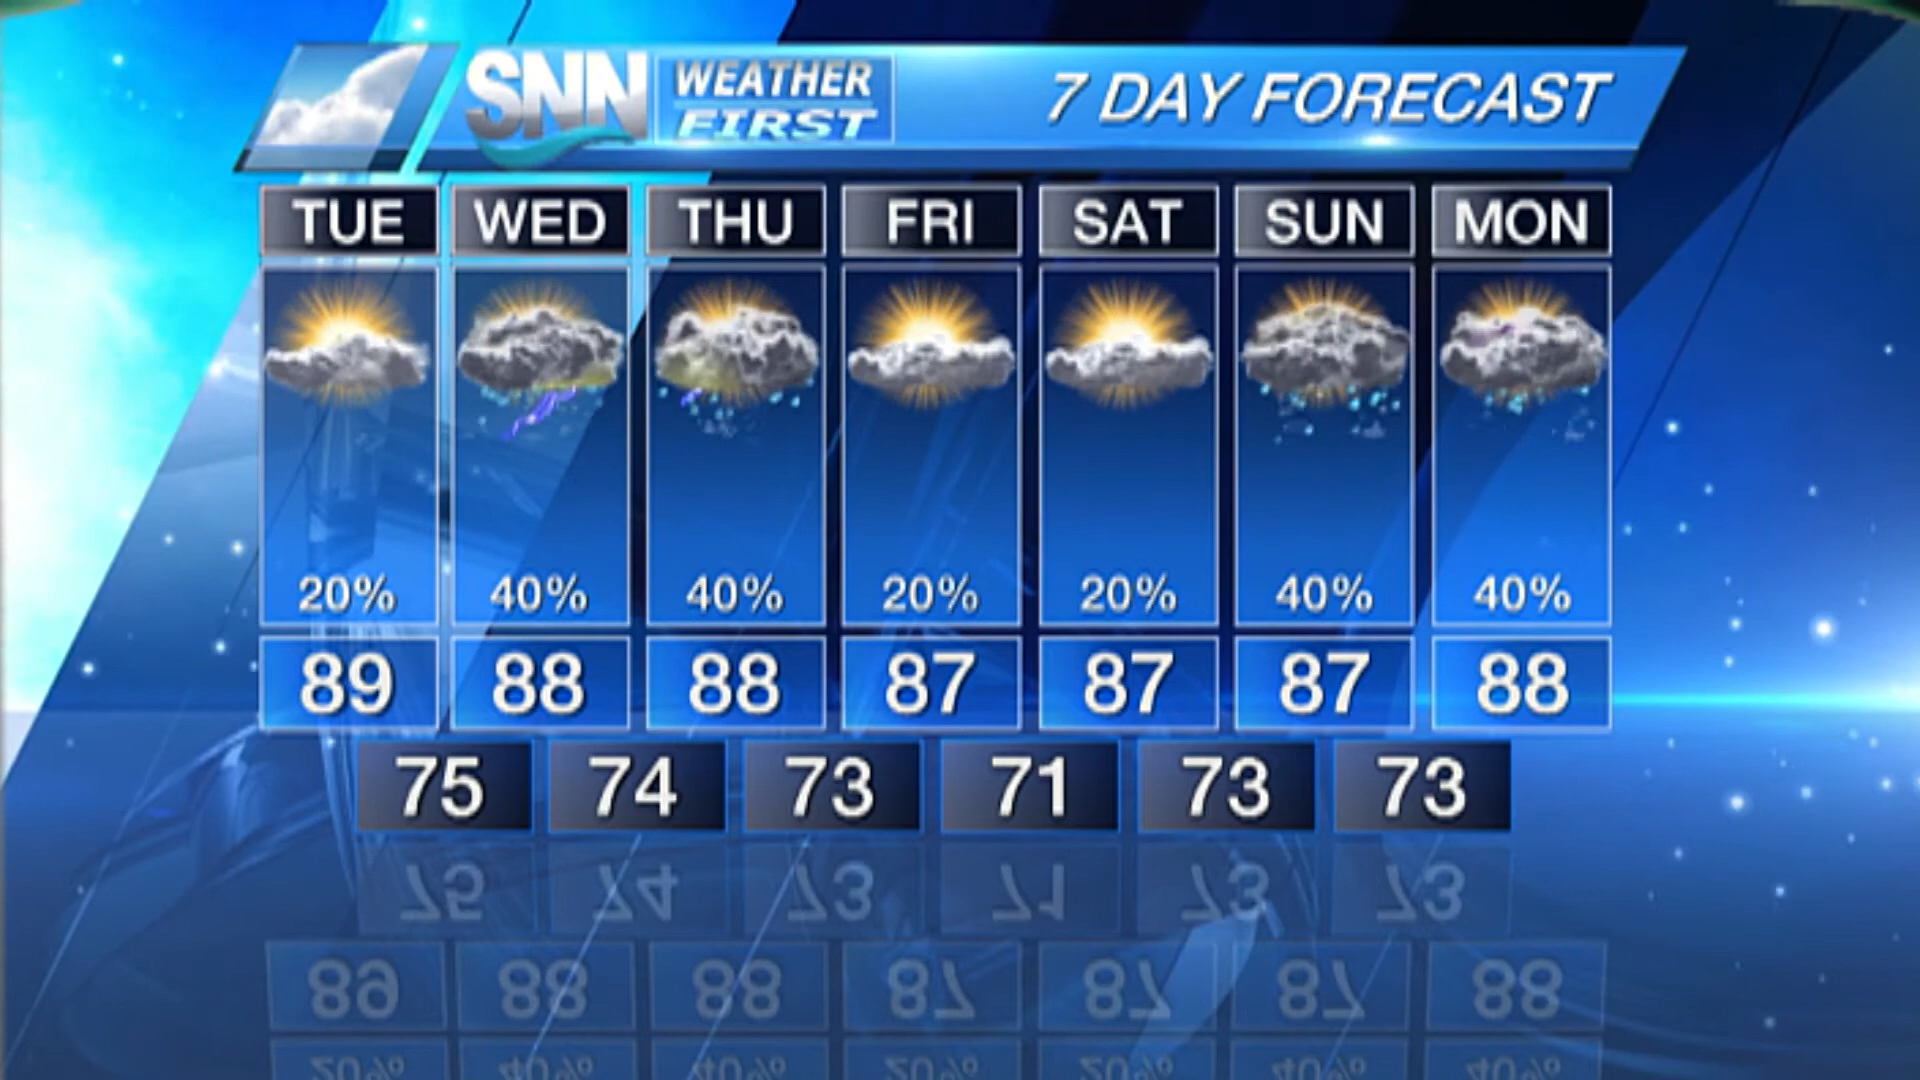 SNN WEATHER FIRST 7 DAY FORECAST
TUE WED THU FRI SAT SUN MON
20% 40% 40% 20% 20% 40% 40%
89 88 88 87 87 87 88
75 74 73 71 73 73